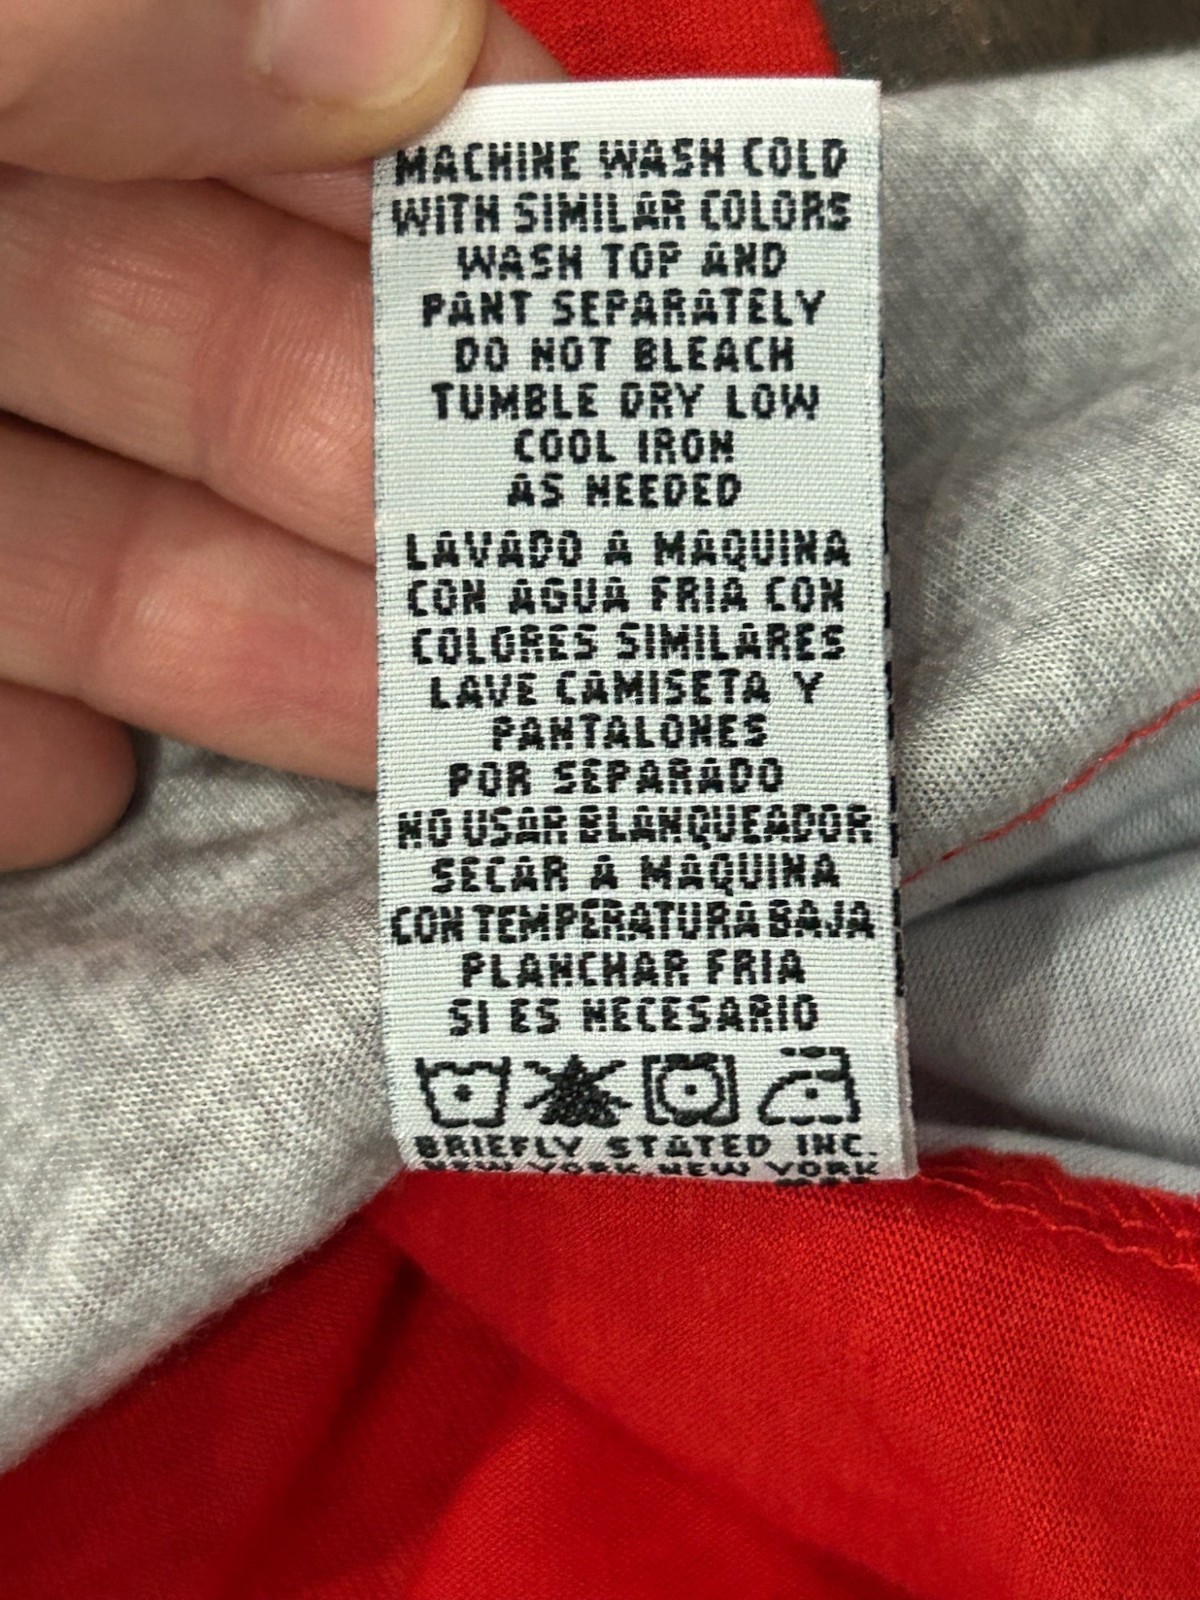 MACHINE WASH COLD
WITH SIMILAR COLORS
WASH TOP AND
PANT SEPARATELY
DO NOT BLEACH
TUMBLE DRY LOW
COOL IRON
AS NEEDED
LAVADO A MAQUINA
CON AGUA FRIA CON
COLORES SIMILARES
LAVE CAMISETA Y
PANTALONES
POR SEPARADO
NO USAR BLANQUEADOR
SECAR A MAQUINA
CON TEMPERATURA BAJA
PLANCHAR FRIA
SI ES NECESARIO
BRIEFLY STATED INC.
NEW YORK NEW YORK